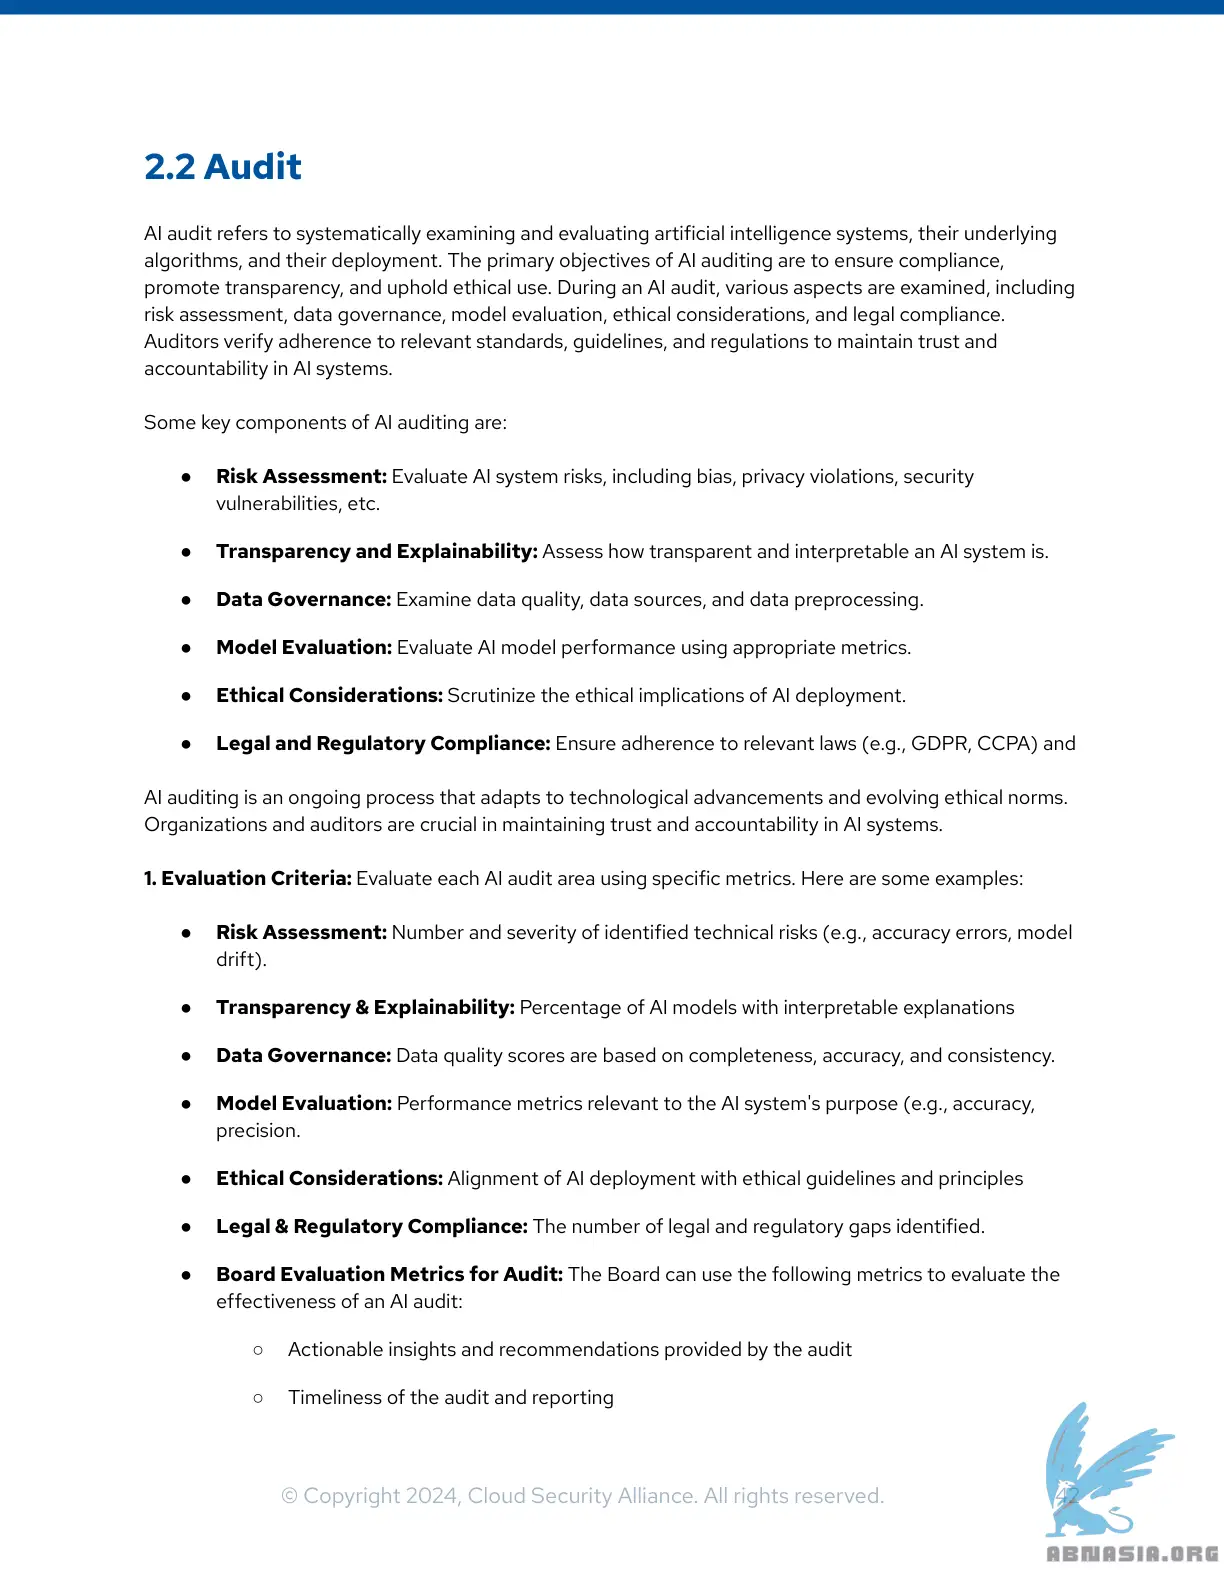 2.2 Audit
AI audit refers to systematically examining and evaluating artificial intelligence systems, their underlying
algorithms, and their deployment. The primary objectives of AI auditing are to ensure compliance,
promote transparency, and uphold ethical use. During an AI audit, various aspects are examined, including
risk assessment, data governance, model evaluation, ethical considerations, and legal compliance.
Auditors verify adherence to relevant standards, guidelines, and regulations to maintain trust and
accountability in AI systems.
Some key components of AI auditing are:
● Risk Assessment: Evaluate AI system risks, including bias, privacy violations, security
vulnerabilities, etc.
● Transparency and Explainability: Assess how transparent and interpretable an AI system is.
● Data Governance: Examine data quality, data sources, and data preprocessing.
● Model Evaluation: Evaluate AI model performance using appropriate metrics.
● Ethical Considerations: Scrutinize the ethical implications of AI deployment.
● Legal and Regulatory Compliance: Ensure adherence to relevant laws (e.g., GDPR, CCPA) and
AI auditing is an ongoing process that adapts to technological advancements and evolving ethical norms.
Organizations and auditors are crucial in maintaining trust and accountability in AI systems.
1. Evaluation Criteria: Evaluate each AI audit area using specific metrics. Here are some examples:
● Risk Assessment: Number and severity of identified technical risks (e.g., accuracy errors, model
drift).
● Transparency & Explainability: Percentage of AI models with interpretable explanations
● Data Governance: Data quality scores are based on completeness, accuracy, and consistency.
● Model Evaluation: Performance metrics relevant to the AI system's purpose (e.g., accuracy,
precision.
● Ethical Considerations: Alignment of AI deployment with ethical guidelines and principles
● Legal & Regulatory Compliance: The number of legal and regulatory gaps identified.
● Board Evaluation Metrics for Audit: The Board can use the following metrics to evaluate the
effectiveness of an AI audit:
○ Actionable insights and recommendations provided by the audit
○ Timeliness of the audit and reporting
© Copyright 2024, Cloud Security Alliance. All rights reserved. 42
ABNASIA.ORG